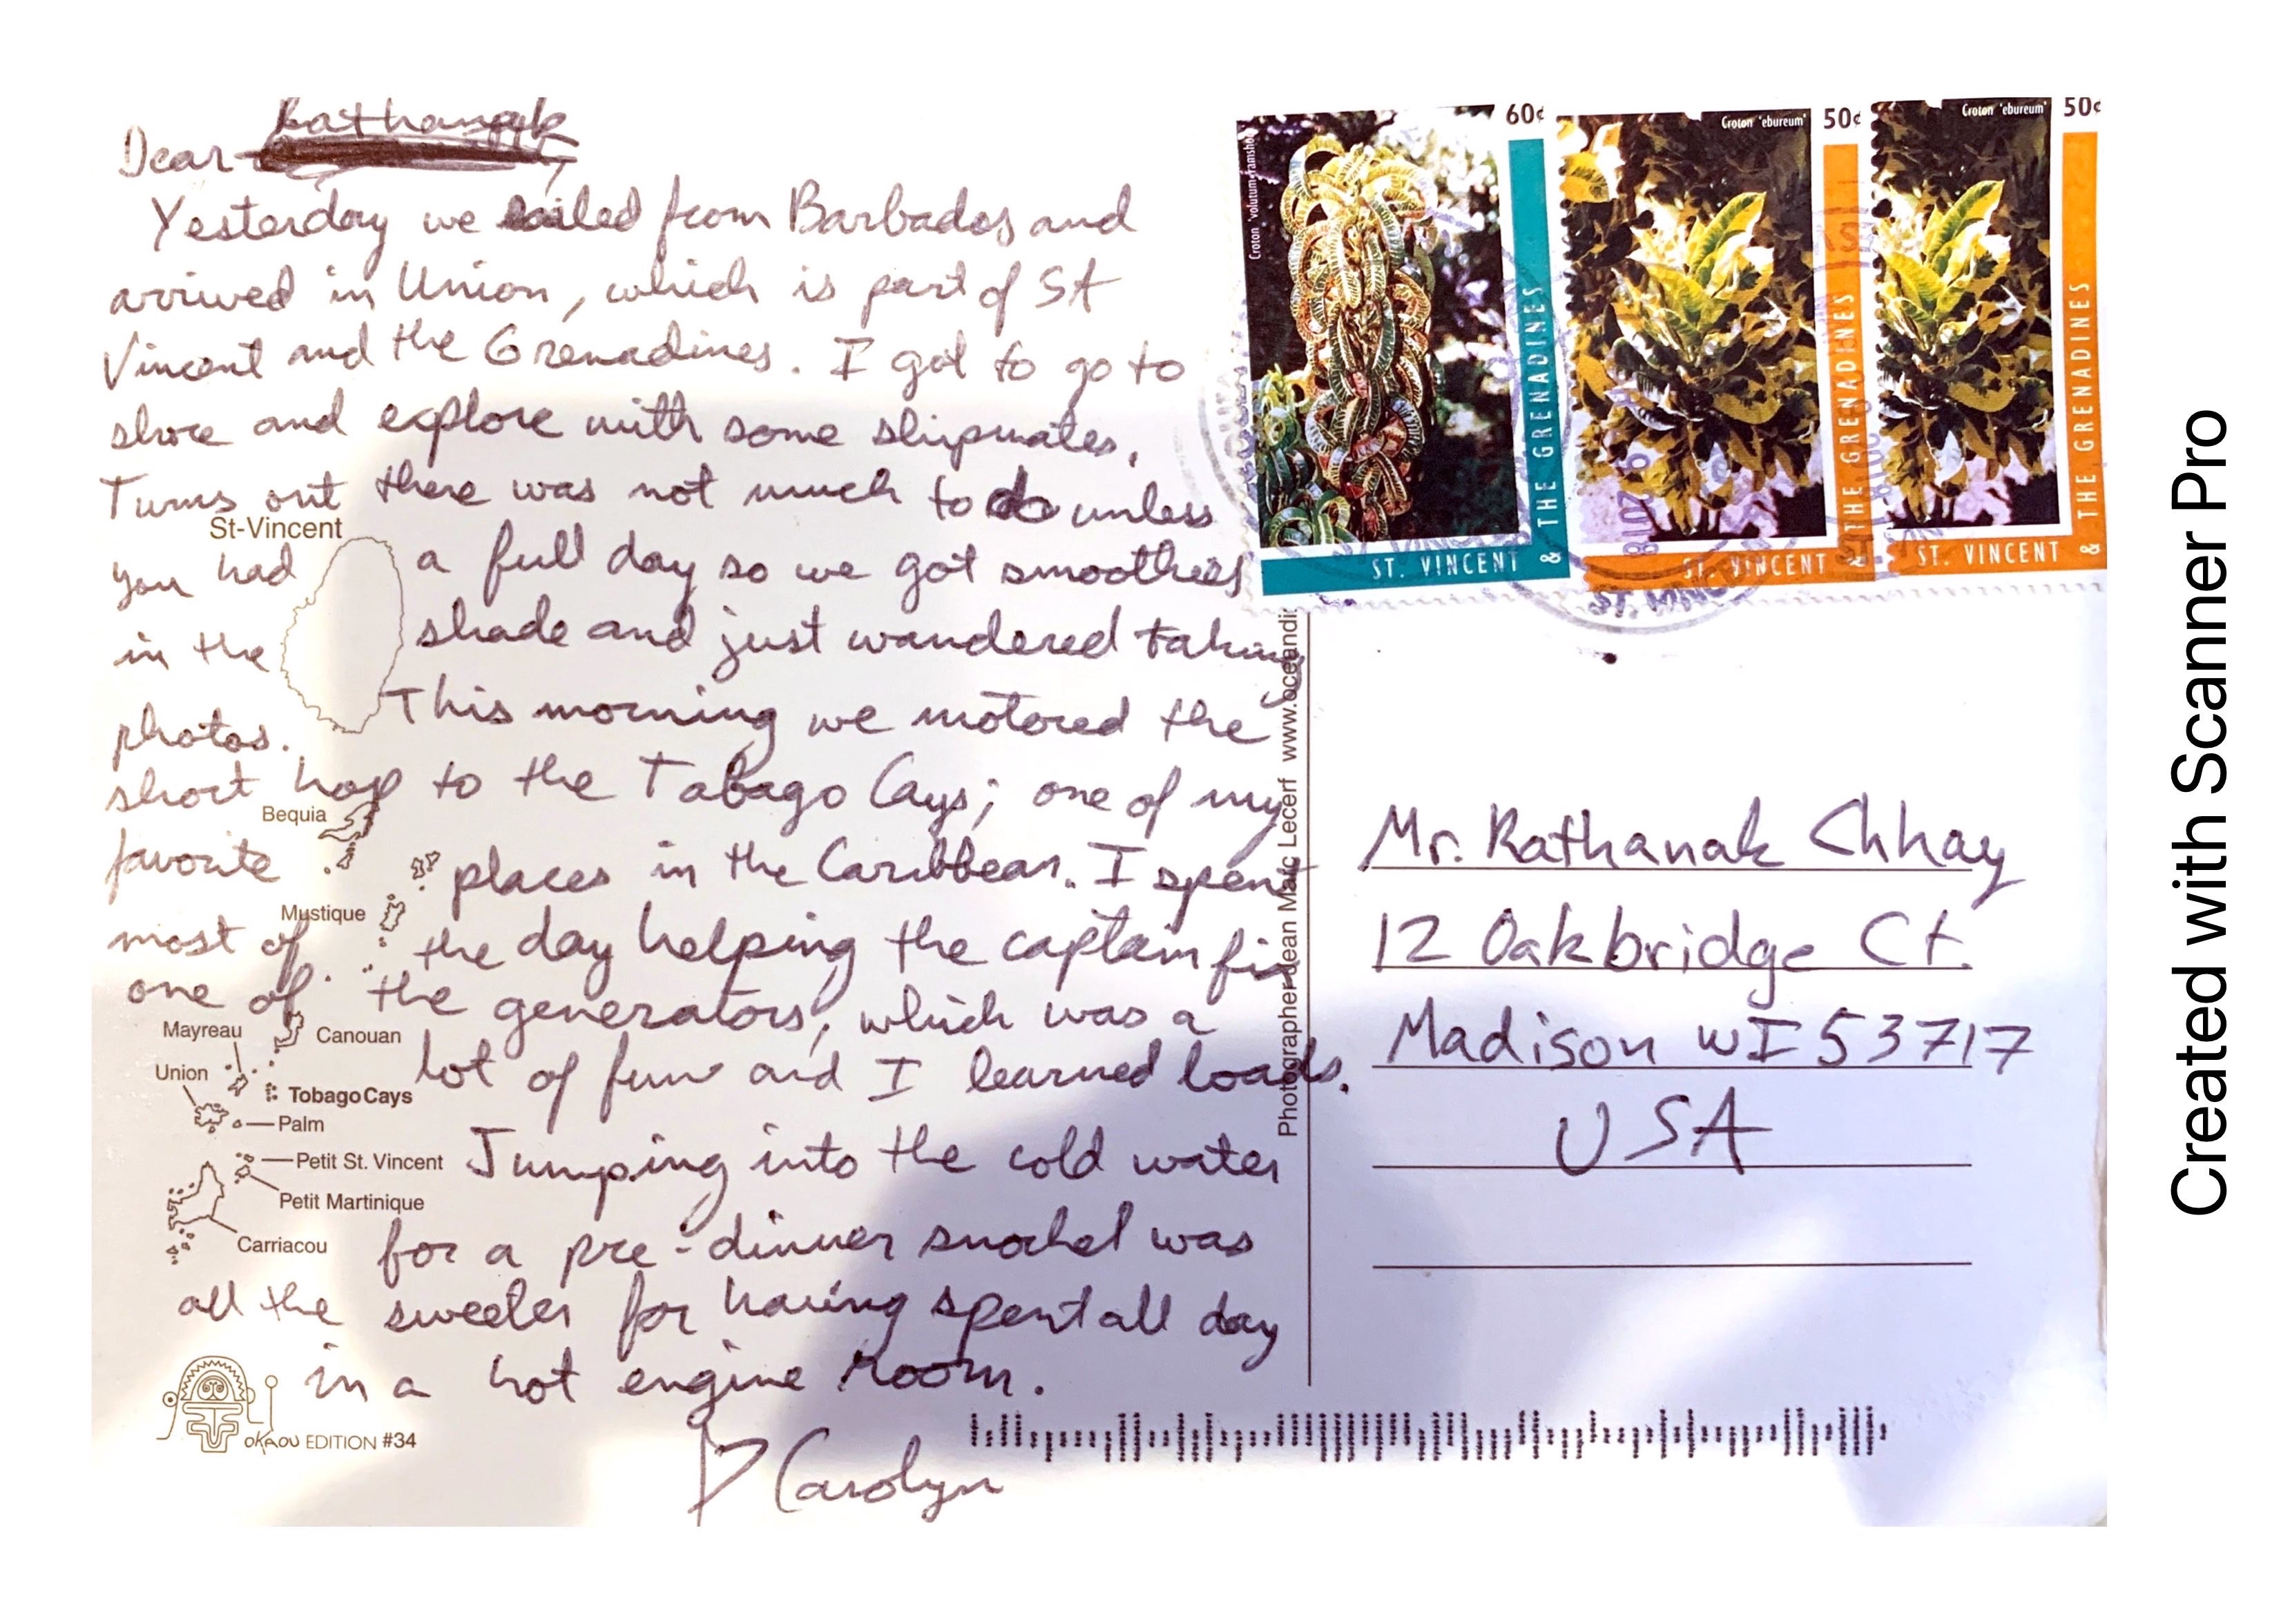 Dear Rathanak,
Yesterday we sailed from Barbados and
arrived in Union, which is part of St
Vincent and the Grenadines. I got to go to
shore and explore with some shipmates.
Turns out there was not much to do unless
St-Vincent
you had a full day so we got smoothies
in the shade and just wandered taking
photos. This morning we motored the
short hop to the Tobago Cays; one of my
Bequia
favorite places in the Caribbean. I spent
Mustique
most of the day helping the captain fix
one of the generators, which was a
Mayreau
Canouan
lot of fun and I learned loads.
Union
Tobago Cays
Palm
Petit St. Vincent
Jumping into the cold water
Petit Martinique
Carriacou
for a pre-dinner snorkel was
all the sweeter for having spent all day
in a hot engine room.
OKAOU EDITION #34
♡ Carolyn
Photographer Jean Marc Lecerf www.oceandi
Croton 'volutum-ramshorn'
60¢
ST. VINCENT & THE GRENADINES
Croton 'ebureum'
50¢
ST. VINCENT & THE GRENADINES
Croton 'ebureum'
50¢
ST. VINCENT & THE GRENADINES
Mr. Rathanak Chhay
12 Oakbridge Ct.
Madison WI 53717
USA
Created with Scanner Pro